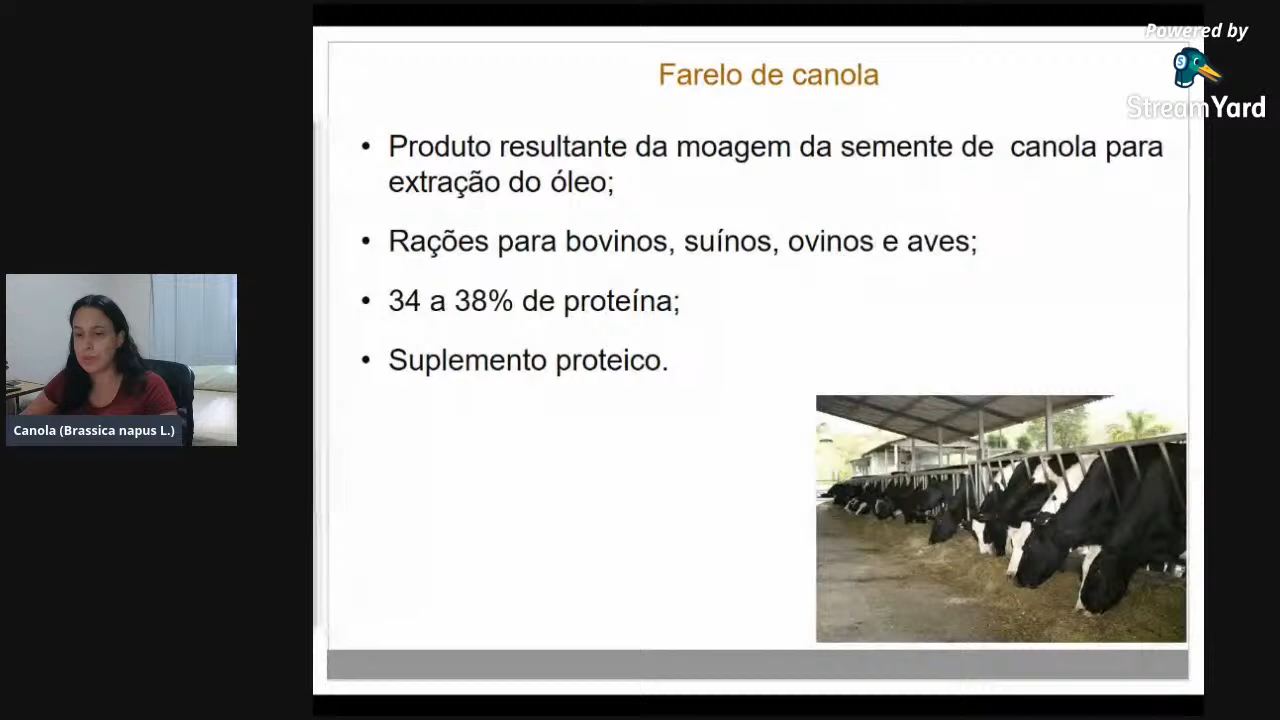 Powered by
StreamYard
Farelo de canola
• Produto resultante da moagem da semente de canola para
extração do óleo;
• Rações para bovinos, suínos, ovinos e aves;
• 34 a 38% de proteína;
• Suplemento proteico.
Canola (Brassica napus L.)